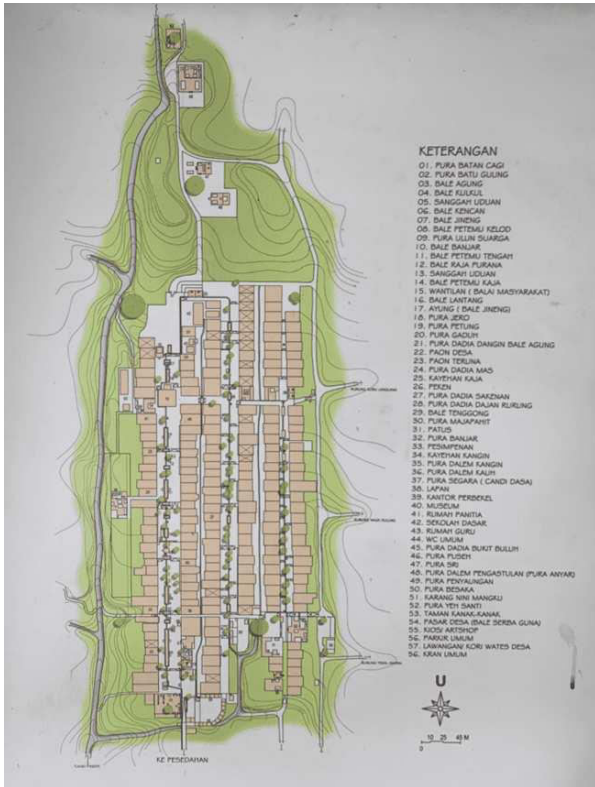 KETERANGAN
01. PURA BATAN CAGI
02. PURA BATU GULING
03. BALE AGUNG
04. BALE KULKUL
05. SANGGAH UDUAN
06. BALE KENCAN
07. BALE JINENG
08. BALE PETEMU KELOD
09. PURA ULUN SUARGA
10. BALE BANJAR
11. BALE PETEMU TENGAH
12. BALE RAJA PURANA
13. SANGGAH UDUAN
14. BALE PETEMU KAJA
15. WANTILAN ( BALAI MASYARAKAT)
16. BALE LANTANG
17. AYUNG ( BALE JINENG)
18. PURA JERO
19. PURA PETUNG
20. PURA GADUH
21. PURA DADIA DANGIN BALE AGUNG
22. PAON DESA
23. PAON TERUNA
24. PURA DADIA MAS
25. KAYEHAN KAJA
26. PEKEN
27. PURA DADIA SAKENAN
28. PURA DADIA DAJAN RURUNG
29. BALE TENGGONG
30. PURA MAJAPAHIT
31. PATUS
32. PURA BANJAR
33. PESIMPENAN
34. KAYEHAN KANGIN
35. PURA DALEM KANGIN
36. PURA DALEM KAUH
37. PURA SEGARA ( CANDI DASA)
38. LAPAN
39. KANTOR PERBEKEL
40. MUSEUM
41. RUMAH PANITIA
42. SEKOLAH DASAR
43. RUMAH GURU
44. WC UMUM
45. PURA DADIA BUKIT BULUH
46. PURA PUSEH
47. PURA SRI
48. PURA DALEM PENGASTULAN (PURA ANYAR)
49. PURA PENYAUNGAN
50. PURA BESAKA
51. KARANG NINI MANGKU
52. PURA YEH SANTI
53. TAMAN KANAK-KANAK
54. PASAR DESA (BALE SERBA GUNA)
55. KIOS/ ARTSHOP
56. PARKIR UMUM
57. LAWANGAN/ KORI WATES DESA
56. KRAN UMUM
U
10 25 45 M
0
KE PESEDAHAN